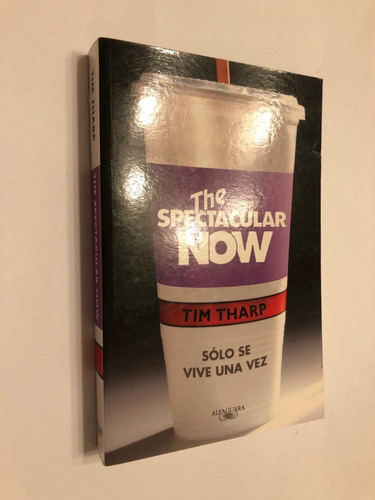 The
SPECTACULAR
NOW
TIM THARP
SÓLO SE
VIVE UNA VEZ
ALFAGUARA
TIM THARP
THE SPECTACULAR NOW